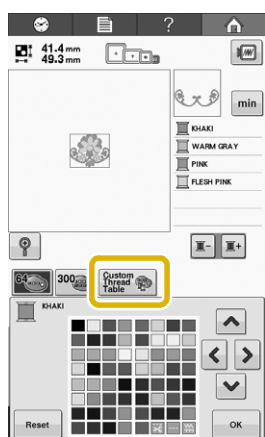 ?
41.4 mm
49.3 mm
min
KHAKI
WARM GRAY
PINK
FLESH PINK
64
300
Custom
Thread
Table
KHAKI
Reset
OK